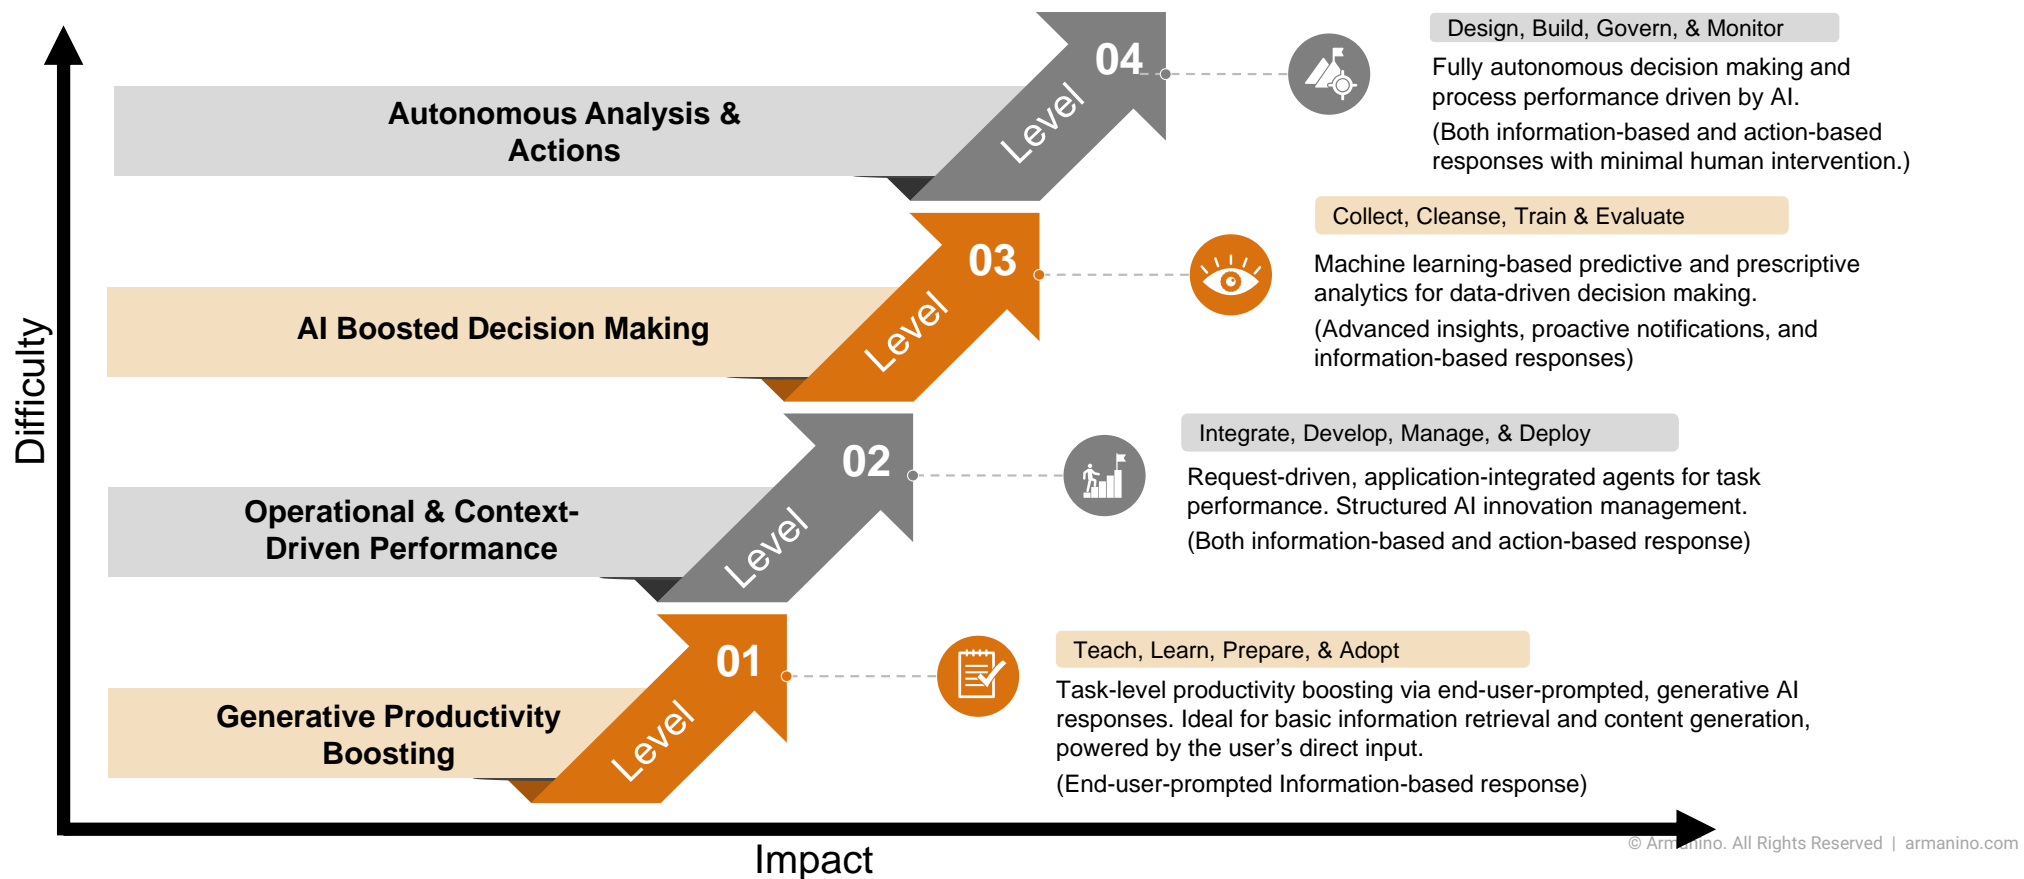 Difficulty
Autonomous Analysis &
Actions
Level
04
Design, Build, Govern, & Monitor
Fully autonomous decision making and
process performance driven by AI.
(Both information-based and action-based
responses with minimal human intervention.)
AI Boosted Decision Making
Level
03
Collect, Cleanse, Train & Evaluate
Machine learning-based predictive and prescriptive
analytics for data-driven decision making.
(Advanced insights, proactive notifications, and
information-based responses)
Operational & Context-
Driven Performance
Level
02
Integrate, Develop, Manage, & Deploy
Request-driven, application-integrated agents for task
performance. Structured AI innovation management.
(Both information-based and action-based response)
Generative Productivity
Boosting
Level
01
Teach, Learn, Prepare, & Adopt
Task-level productivity boosting via end-user-prompted, generative AI
responses. Ideal for basic information retrieval and content generation,
powered by the user’s direct input.
(End-user-prompted Information-based response)
Impact
© Armanino. All Rights Reserved | armanino.com